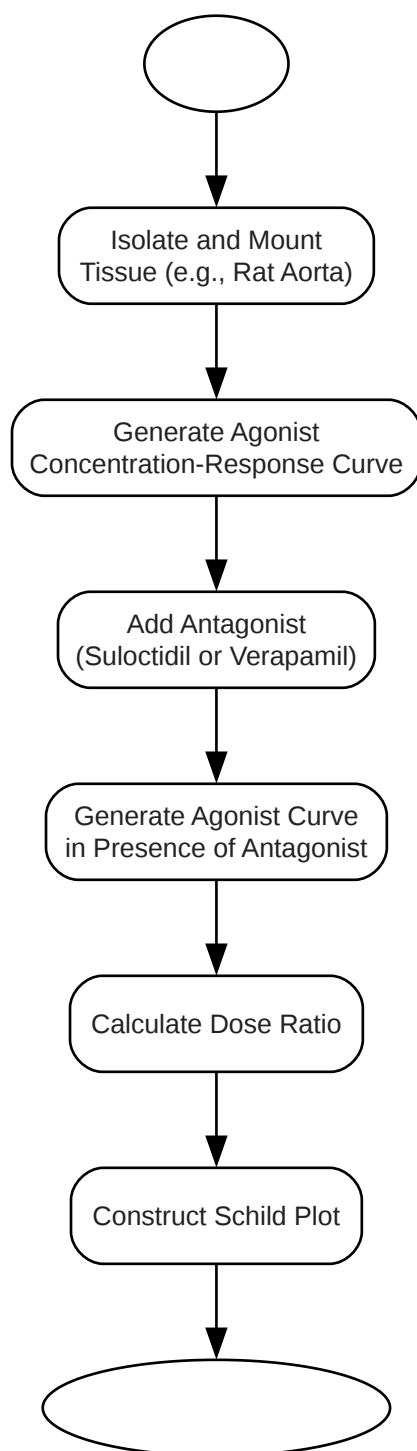 Isolate and Mount
Tissue (e.g., Rat Aorta)
Generate Agonist
Concentration-Response Curve
Add Antagonist
(Suloctidil or Verapamil)
Generate Agonist Curve
in Presence of Antagonist
Calculate Dose Ratio
Construct Schild Plot